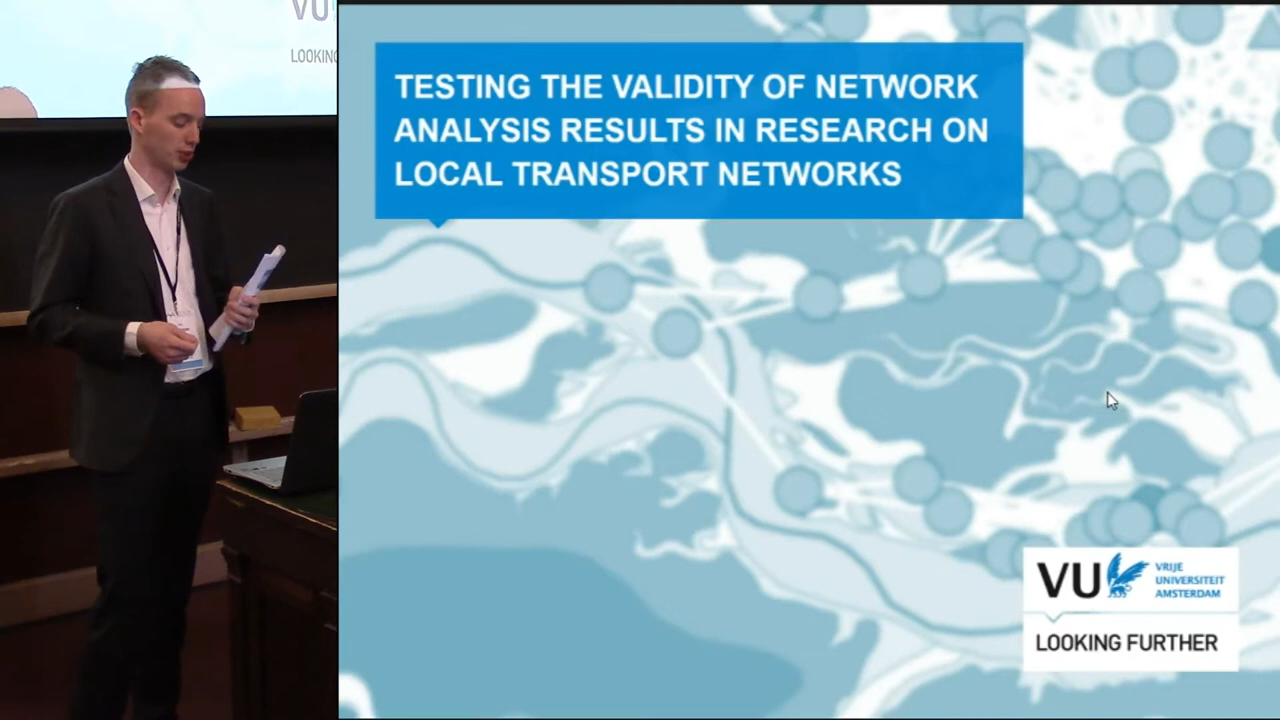 VU
LOOKING
TESTING THE VALIDITY OF NETWORK
ANALYSIS RESULTS IN RESEARCH ON
LOCAL TRANSPORT NETWORKS
VU
VRIJE
UNIVERSITEIT
AMSTERDAM
LOOKING FURTHER